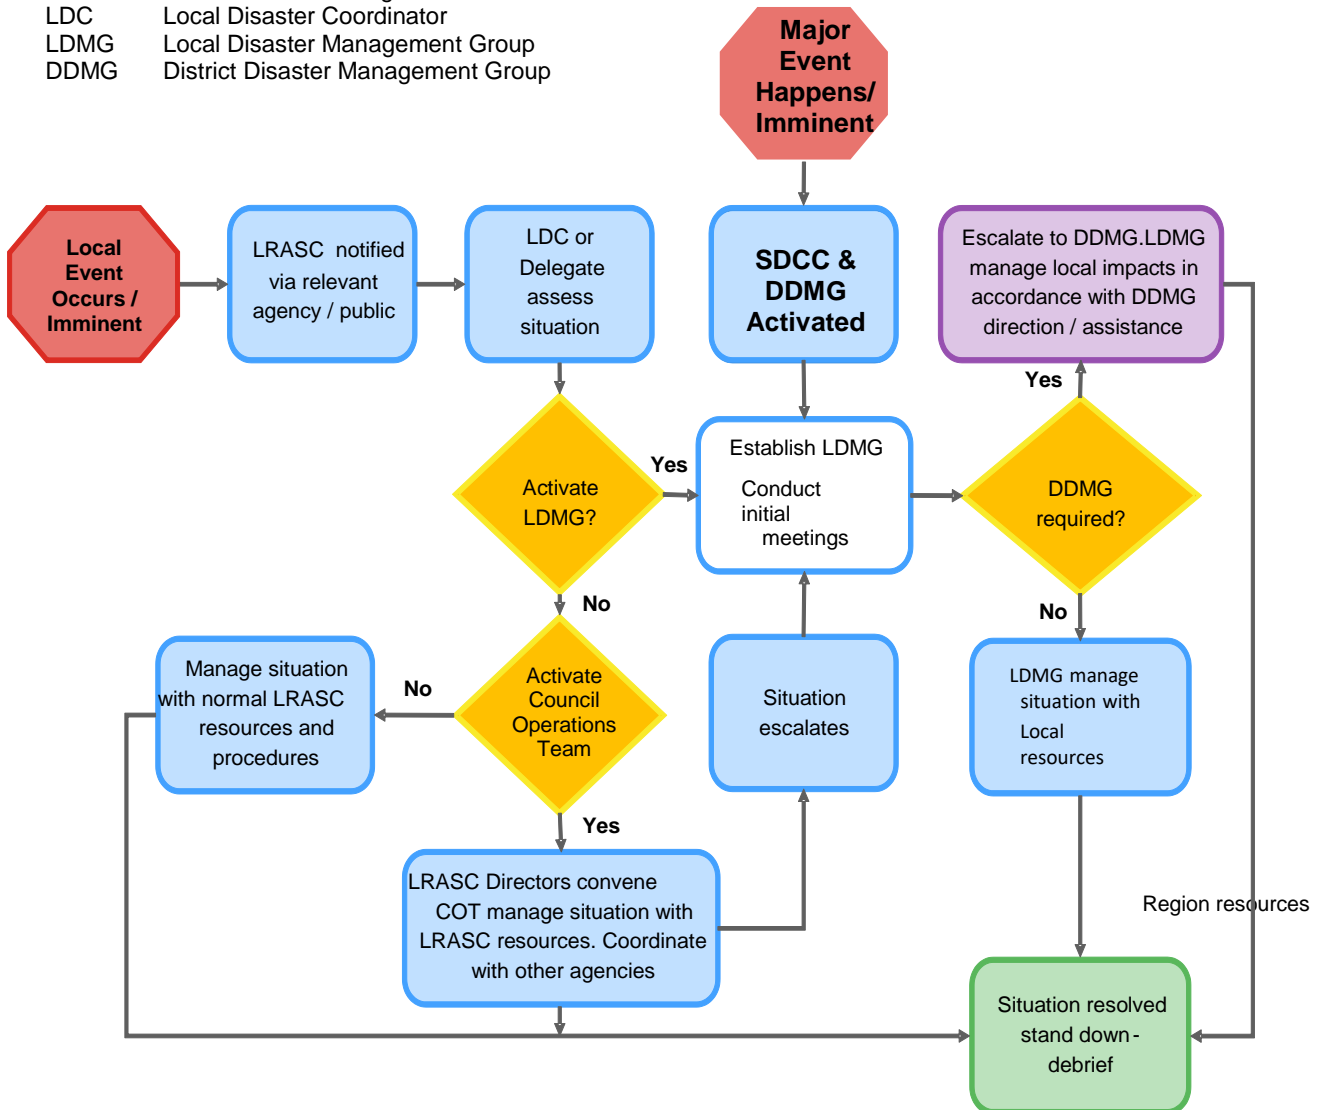 LDC Local Disaster Coordinator
LDMG Local Disaster Management Group
DDMG District Disaster Management Group
Major
Event
Happens/
Imminent
Local
Event
Occurs /
Imminent
LRASC notified
via relevant
agency / public
LDC or
Delegate
assess
situation
SDCC &
DDMG
Activated
Escalate to DDMG.LDMG
manage local impacts in
accordance with DDMG
direction / assistance
Yes
Activate
LDMG?
Yes
Establish LDMG
Conduct
initial
meetings
DDMG
required?
No
No
Manage situation
with normal LRASC
resources and
procedures
No
Activate
Council
Operations
Team
Situation
escalates
LDMG manage
situation with
Local
resources
Yes
LRASC Directors convene
COT manage situation with
LRASC resources. Coordinate
with other agencies
Region resources
Situation resolved
stand down-
debrief